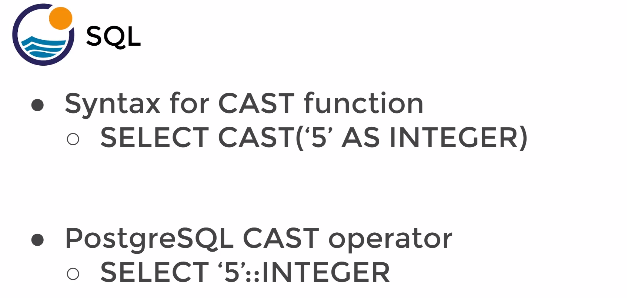 SQL
● Syntax for CAST function
○ SELECT CAST(‘5’ AS INTEGER)
● PostgreSQL CAST operator
○ SELECT ‘5’::INTEGER